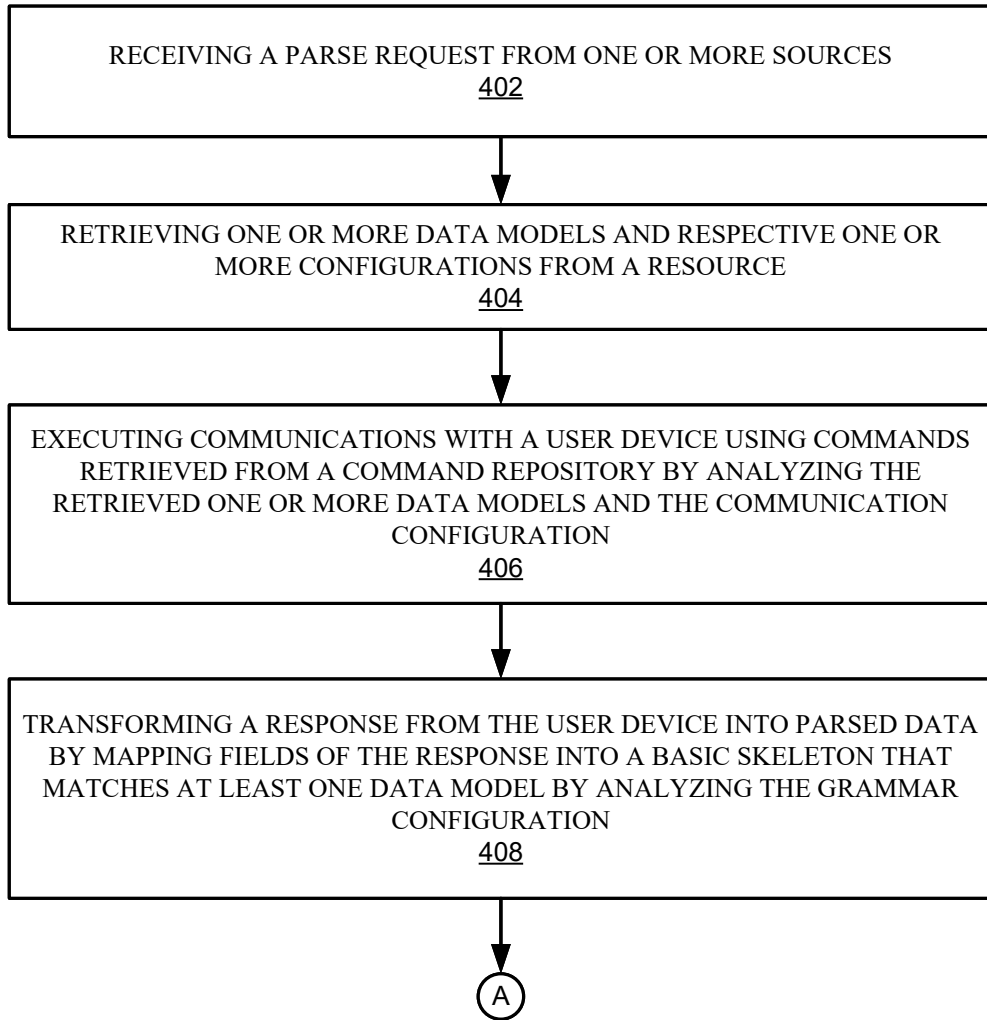 RECEIVING A PARSE REQUEST FROM ONE OR MORE SOURCES
402
RETRIEVING ONE OR MORE DATA MODELS AND RESPECTIVE ONE OR
MORE CONFIGURATIONS FROM A RESOURCE
404
EXECUTING COMMUNICATIONS WITH A USER DEVICE USING COMMANDS
RETRIEVED FROM A COMMAND REPOSITORY BY ANALYZING THE
RETRIEVED ONE OR MORE DATA MODELS AND THE COMMUNICATION
CONFIGURATION
406
TRANSFORMING A RESPONSE FROM THE USER DEVICE INTO PARSED DATA
BY MAPPING FIELDS OF THE RESPONSE INTO A BASIC SKELETON THAT
MATCHES AT LEAST ONE DATA MODEL BY ANALYZING THE GRAMMAR
CONFIGURATION
408
A